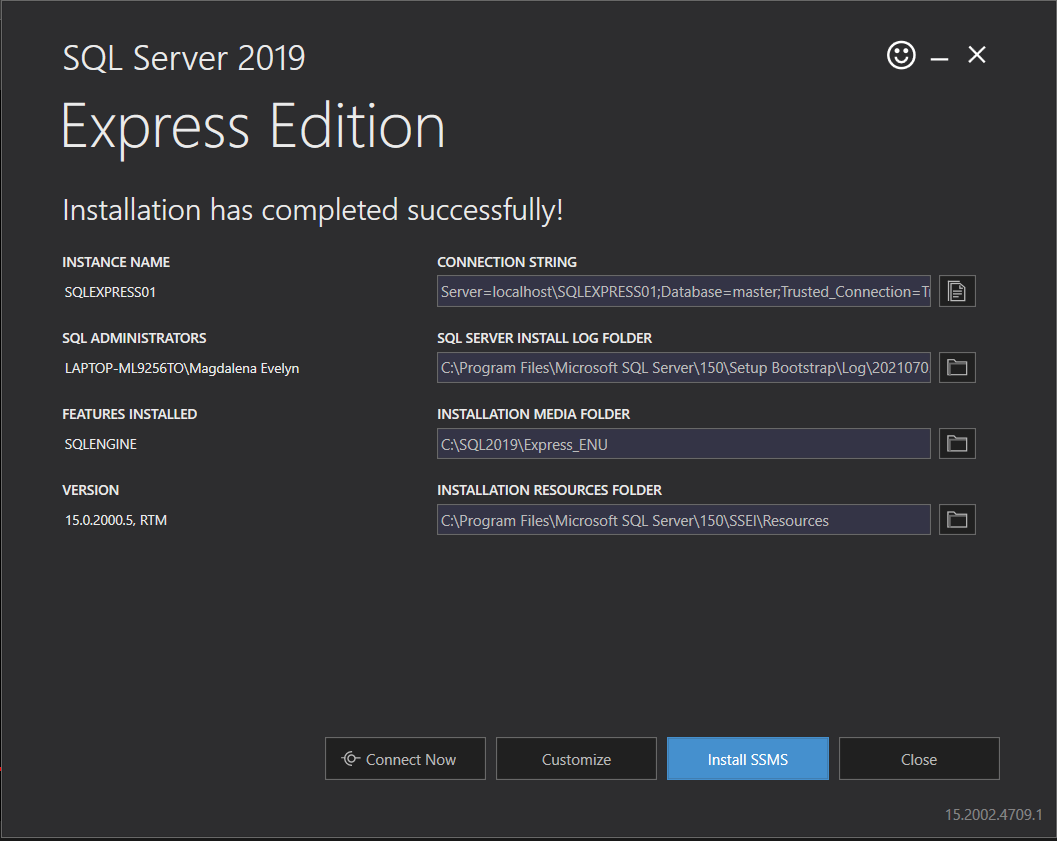 SQL Server 2019
Express Edition
Installation has completed successfully!
INSTANCE NAME
SQLEXPRESS01
CONNECTION STRING
Server=localhost\SQLEXPRESS01;Database=master;Trusted_Connection=Tr
SQL ADMINISTRATORS
LAPTOP-ML9256TO\Magdalena Evelyn
SQL SERVER INSTALL LOG FOLDER
C:\Program Files\Microsoft SQL Server\150\Setup Bootstrap\Log\2021070
FEATURES INSTALLED
SQLENGINE
INSTALLATION MEDIA FOLDER
C:\SQL2019\Express_ENU
VERSION
15.0.2000.5, RTM
INSTALLATION RESOURCES FOLDER
C:\Program Files\Microsoft SQL Server\150\SSEI\Resources
Connect Now
Customize
Install SSMS
Close
15.2002.4709.1